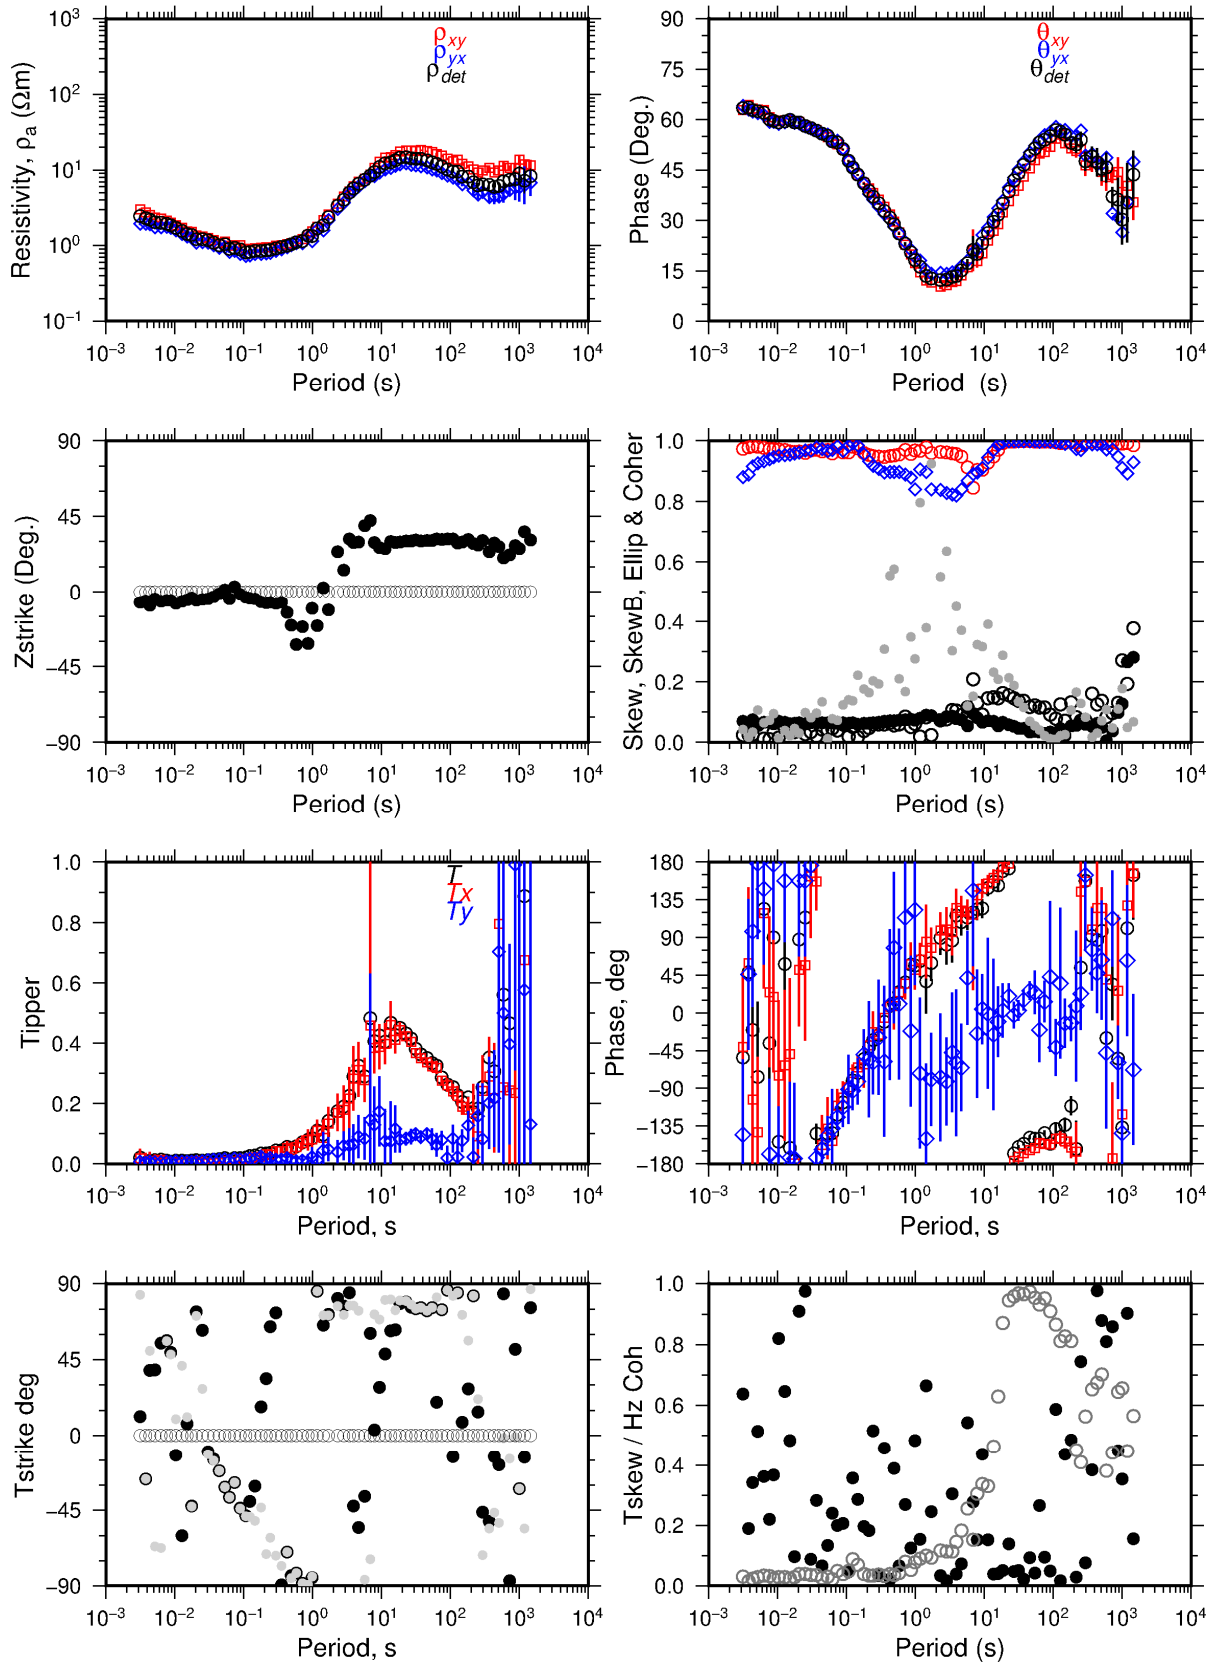 10³
10²
10¹
10⁰
10⁻¹
Resistivity, ρₐ (Ωm)
ρxy
ρyx
ρdet
10⁻³ 10⁻² 10⁻¹ 10⁰ 10¹ 10² 10³ 10⁴
Period (s)
90
75
60
45
30
15
0
Phase (Deg.)
θxy
θyx
θdet
10⁻³ 10⁻² 10⁻¹ 10⁰ 10¹ 10² 10³ 10⁴
Period (s)
90
45
0
−45
−90
Zstrike (Deg.)
10⁻³ 10⁻² 10⁻¹ 10⁰ 10¹ 10² 10³ 10⁴
Period (s)
1.0
0.8
0.6
0.4
0.2
0.0
Skew, SkewB, Ellip & Coher
10⁻³ 10⁻² 10⁻¹ 10⁰ 10¹ 10² 10³ 10⁴
Period (s)
1.0
0.8
0.6
0.4
0.2
0.0
Tipper
T
Tx
Ty
10⁻³ 10⁻² 10⁻¹ 10⁰ 10¹ 10² 10³ 10⁴
Period, s
180
135
90
45
0
−45
−90
−135
−180
Phase, deg
10⁻³ 10⁻² 10⁻¹ 10⁰ 10¹ 10² 10³ 10⁴
Period, s
90
45
0
−45
−90
Tstrike deg
10⁻³ 10⁻² 10⁻¹ 10⁰ 10¹ 10² 10³ 10⁴
Period, s
1.0
0.8
0.6
0.4
0.2
0.0
Tskew / Hz Coh
10⁻³ 10⁻² 10⁻¹ 10⁰ 10¹ 10² 10³ 10⁴
Period (s)